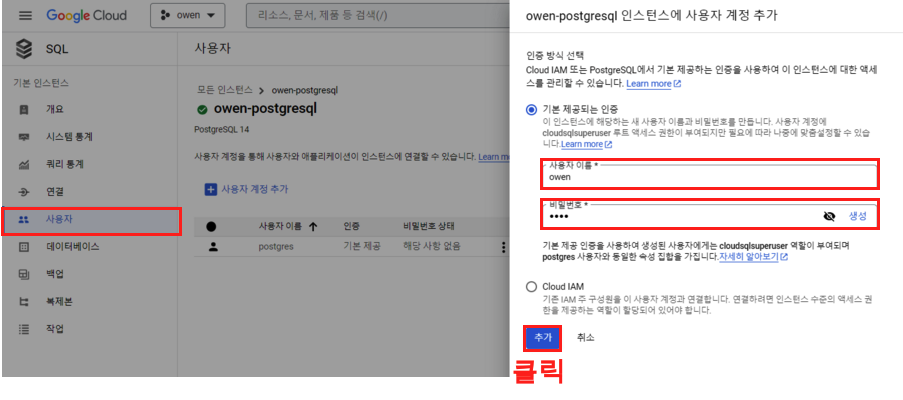 Google Cloud
owen
리소스, 문서, 제품 등 검색(/)
SQL
사용자
기본 인스턴스
개요
시스템 통계
쿼리 통계
연결
사용자
데이터베이스
백업
복제본
작업
모든 인스턴스 > owen-postgresql
owen-postgresql
PostgreSQL 14
사용자 계정을 통해 사용자와 애플리케이션이 인스턴스에 연결할 수 있습니다. Learn
사용자 계정 추가
사용자 이름 인증 비밀번호 상태
postgres 기본 제공 해당 사항 없음
owen-postgresql 인스턴스에 사용자 계정 추가
인증 방식 선택
Cloud IAM 또는 PostgreSQL에서 기본 제공하는 인증을 사용하여 이 인스턴스에 대한 액세
스를 관리할 수 있습니다. Learn more
기본 제공되는 인증
이 인스턴스에 해당하는 새 사용자 이름과 비밀번호를 만듭니다. 사용자 계정에
cloudsqlsuperuser 루트 액세스 권한이 부여되지만 필요에 따라 나중에 맞춤설정할 수 있습
니다.Learn more
사용자 이름 *
owen
비밀번호 *
••••
생성
기본 제공 인증을 사용하여 생성된 사용자에게는 cloudsqlsuperuser 역할이 부여되며
postgres 사용자와 동일한 속성 집합을 가집니다.자세히 알아보기
Cloud IAM
기존 IAM 주 구성원을 이 사용자 계정과 연결합니다. 연결하려면 인스턴스 수준의 액세스 권
한을 제공하는 역할이 할당되어 있어야 합니다.
추가 취소
클릭